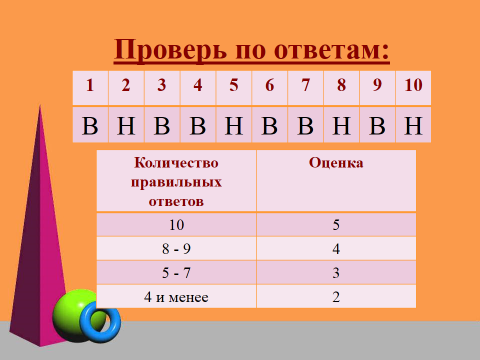 Проверь по ответам:
1 2 3 4 5 6 7 8 9 10
В Н В В Н В В Н В Н
Количество Оценка
правильных
ответов
10 5
8 - 9 4
5 - 7 3
4 и менее 2